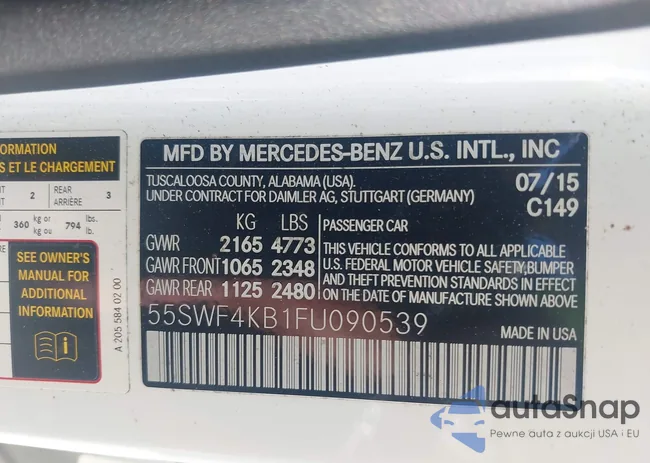 ORMATION
S ET LE CHARGEMENT
2 REAR ARRIÈRE 3
360 kg or kg ou 794 lbs. lb.
SEE OWNER'S
MANUAL FOR
ADDITIONAL
INFORMATION
A 205 584 02 00
MFD BY MERCEDES-BENZ U.S. INTL., INC
TUSCALOOSA COUNTY, ALABAMA (USA). 07/15
UNDER CONTRACT FOR DAIMLER AG, STUTTGART (GERMANY) C149
KG LBS
GVWR 2165 4773
GAWR FRONT 1065 2348
GAWR REAR 1125 2480
PASSENGER CAR
THIS VEHICLE CONFORMS TO ALL APPLICABLE
U.S. FEDERAL MOTOR VEHICLE SAFETY,BUMPER
AND THEFT PREVENTION STANDARDS IN EFFECT
ON THE DATE OF MANUFACTURE SHOWN ABOVE.
55SWF4KB1FU090539
MADE IN USA
autoSnap
Pewne auta z aukcji USA i EU